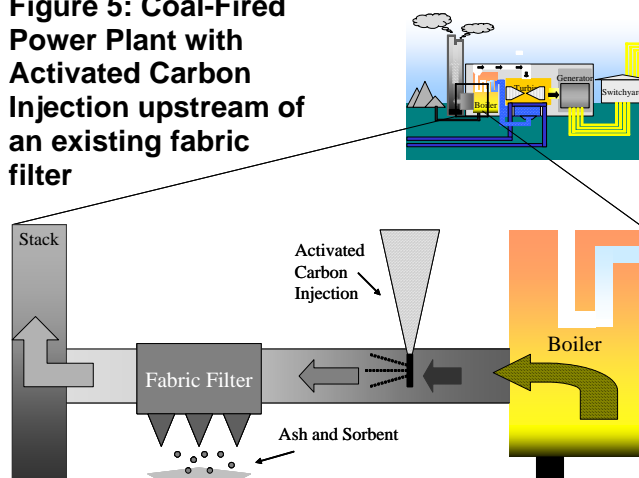 Figure 5: Coal-Fired
Power Plant with
Activated Carbon
Injection upstream of
an existing fabric
filter
Generator
Boiler
Stack
Activated
Carbon
Injection
Boiler
Fabric Filter
Ash and Sorbent